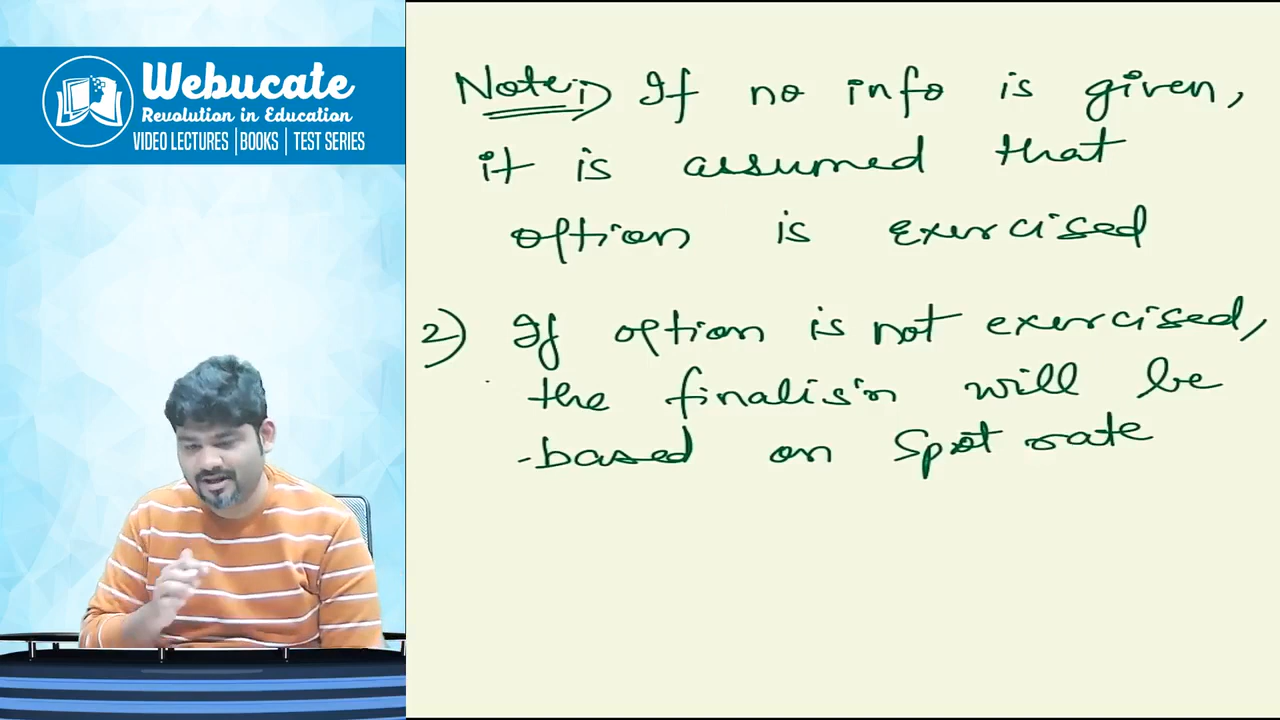 Webucate
Revolution in Education
VIDEO LECTURES | BOOKS | TEST SERIES
Note:1) If no info is given,
it is assumed that
option is exercised
2) If option is not exercised,
the finalis'n will be
based on Spot rate